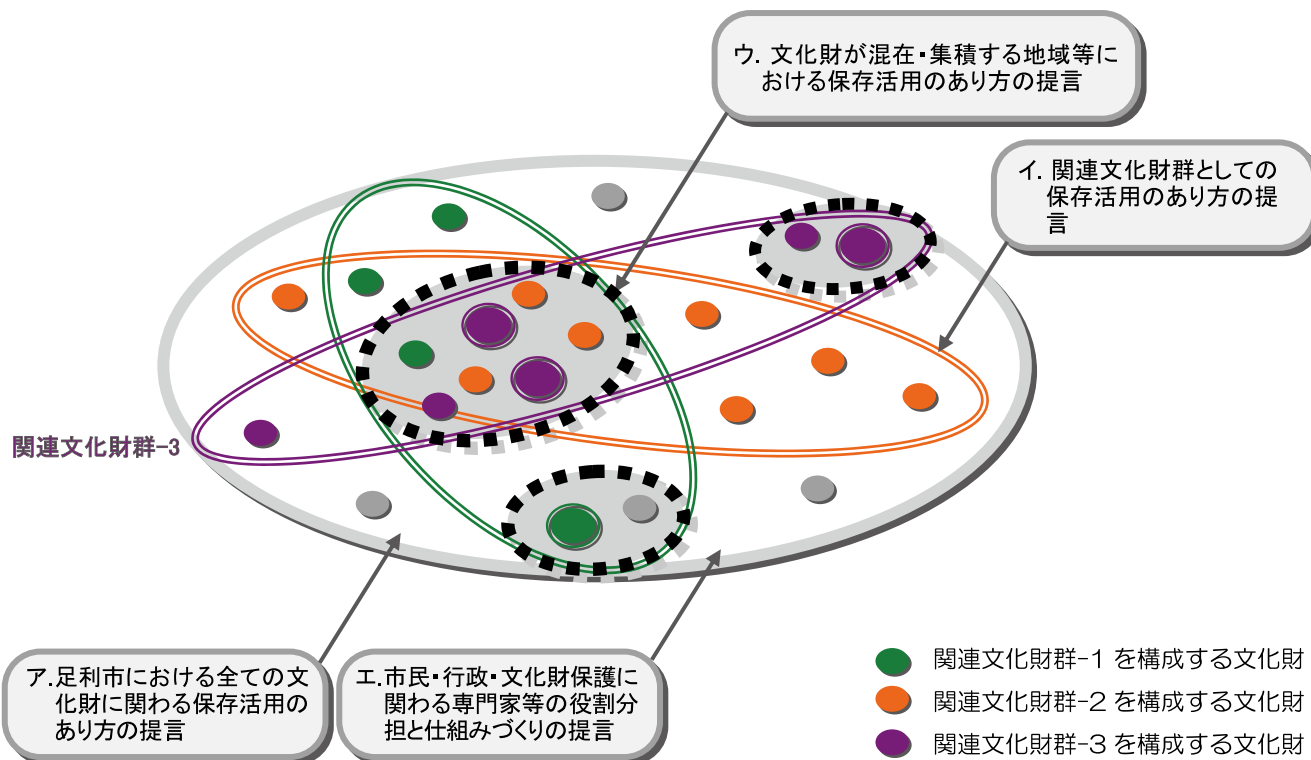 ウ. 文化財が混在・集積する地域等に
おける保存活用のあり方の提言
イ. 関連文化財群としての
保存活用のあり方の提
言
関連文化財群-3
ア.足利市における全ての文
化財に関わる保存活用の
あり方の提言
エ.市民・行政・文化財保護に
関わる専門家等の役割分
担と仕組みづくりの提言
関連文化財群-1 を構成する文化財
関連文化財群-2 を構成する文化財
関連文化財群-3 を構成する文化財